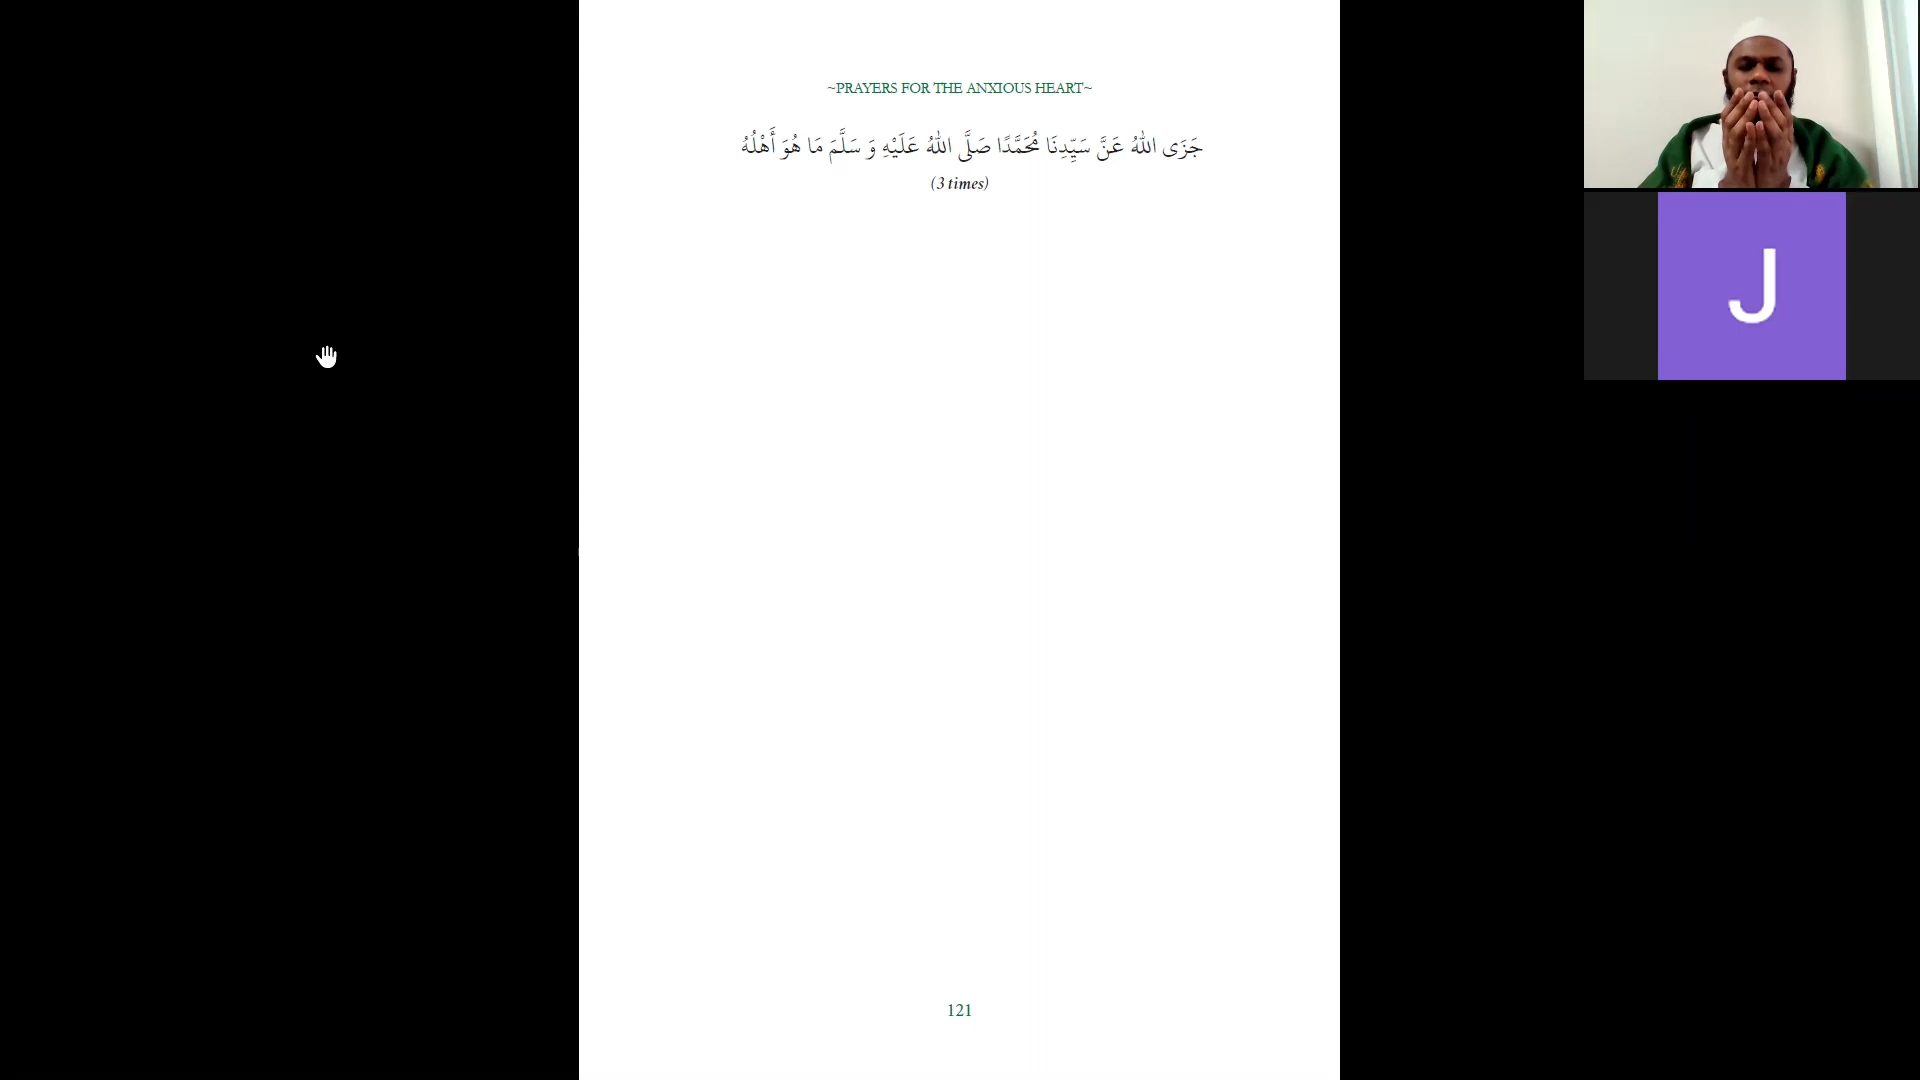 ~PRAYERS FOR THE ANXIOUS HEART~
جَزَى اللّٰهُ عَنَّ سَيِّدِنَا مُحَمَّدًا صَلَّى اللّٰهُ عَلَيْهِ وَ سَلَّمَ مَا هُوَ أَهْلُهُ
(3 times)
121
J